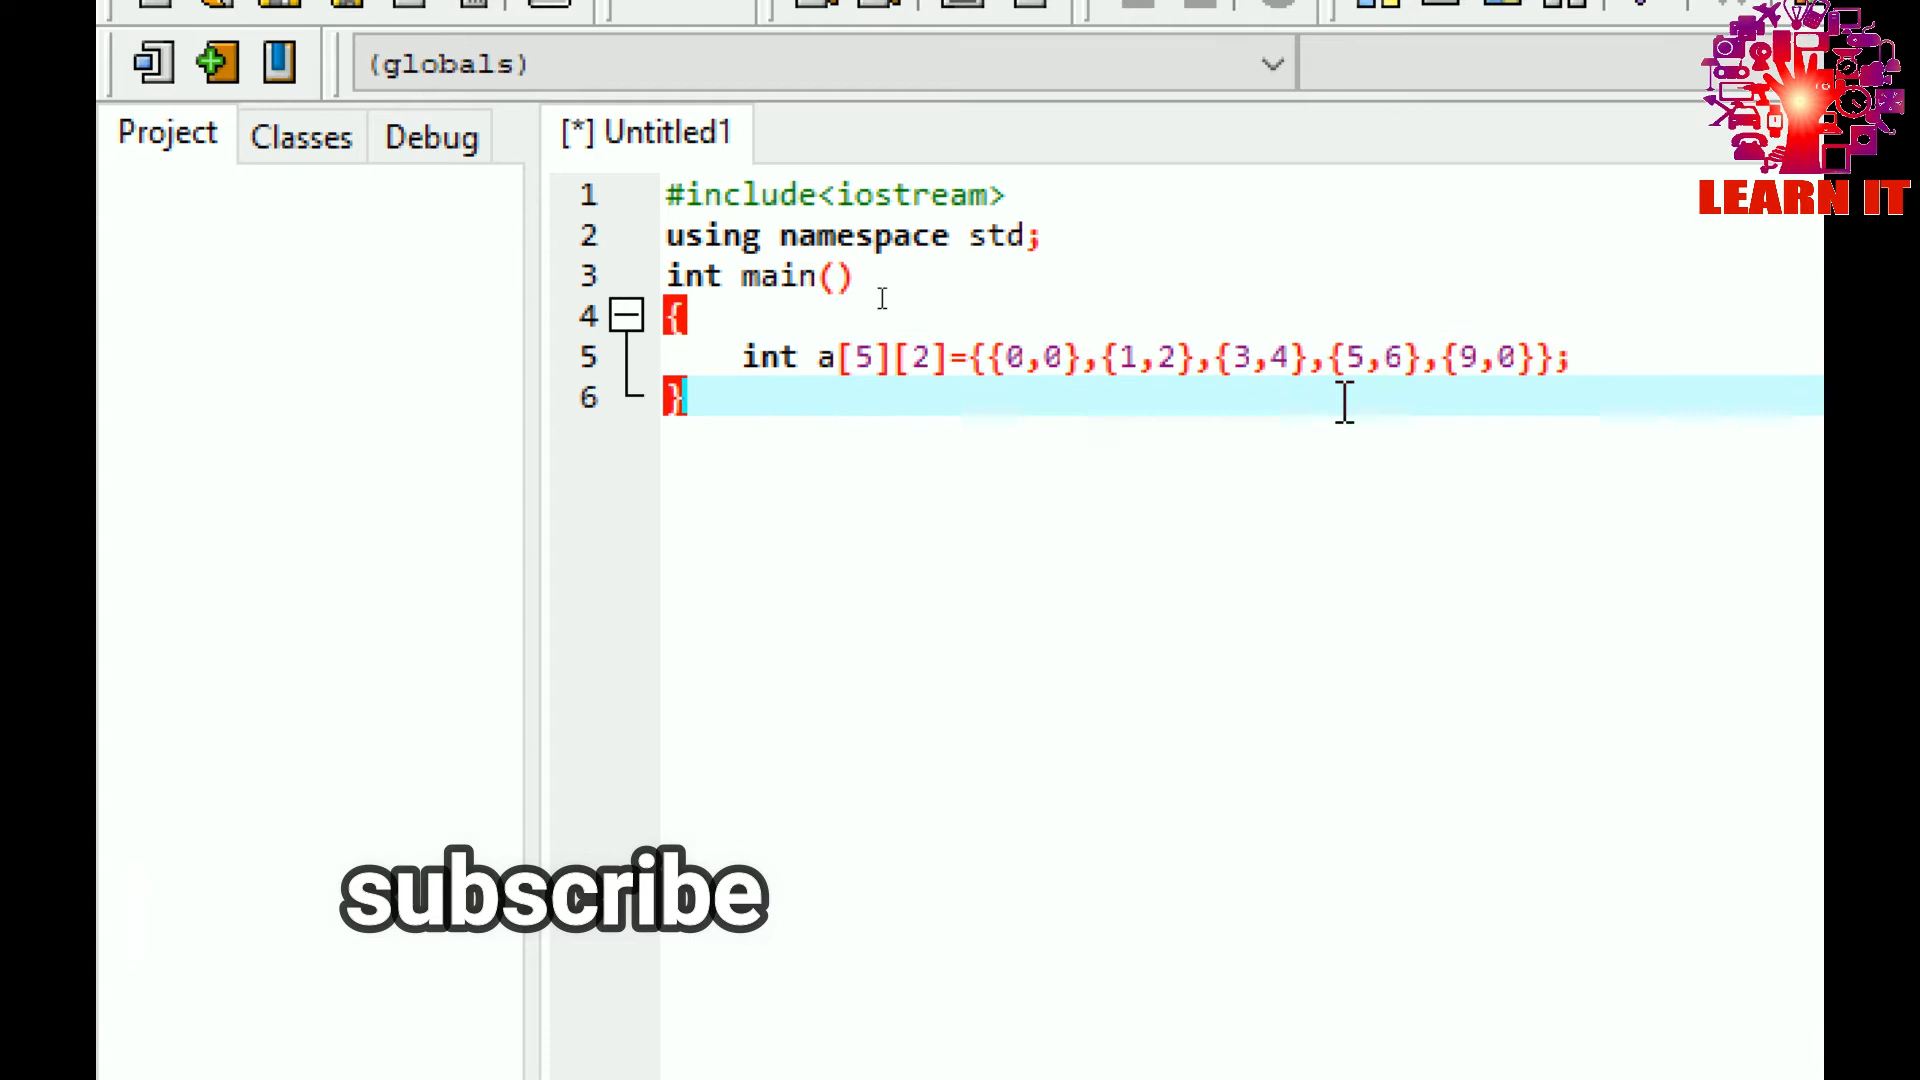 (globals)
Project Classes Debug
[*] Untitled1
LEARN IT
1 #include<iostream>
2 using namespace std;
3 int main()
4 {
5 int a[5][2]={{0,0},{1,2},{3,4},{5,6},{9,0}};
6 }
subscribe